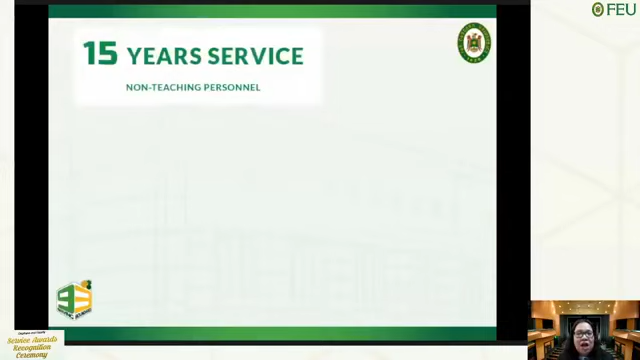 FEU
15 YEARS SERVICE
NON-TEACHING PERSONNEL
Service Awards
Recognition
Ceremony